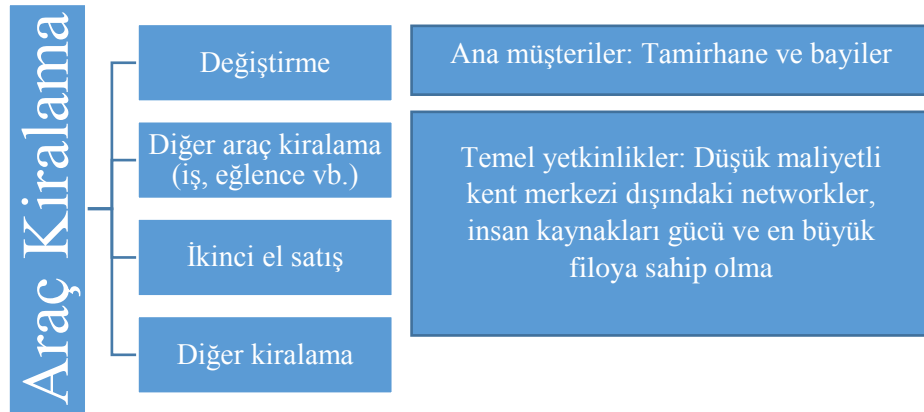 Araç Kiralama
Değiştirme
Diğer araç kiralama
(iş, eğlence vb.)
İkinci el satış
Diğer kiralama
Ana müşteriler: Tamirhane ve bayiler
Temel yetkinlikler: Düşük maliyetli
kent merkezi dışındaki networkler,
insan kaynakları gücü ve en büyük
filoya sahip olma